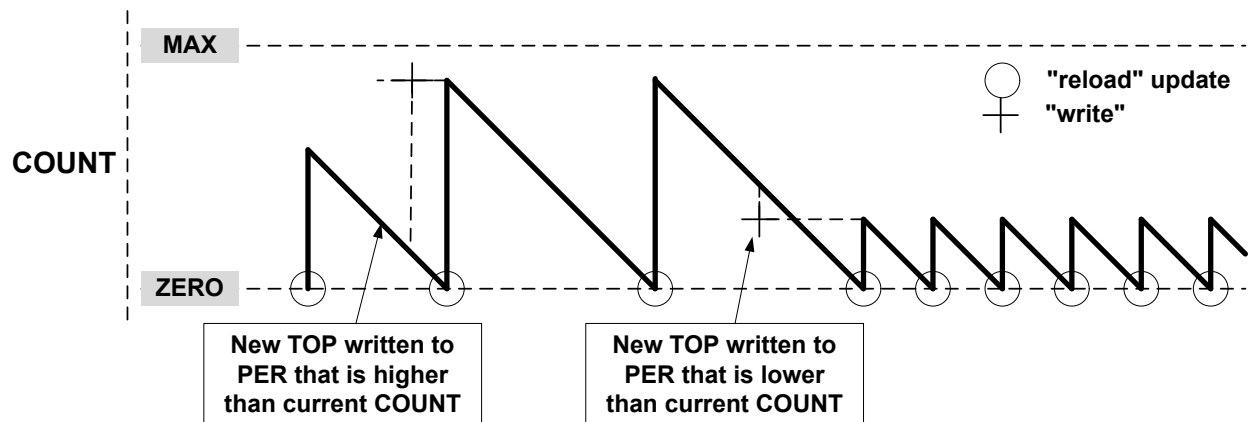 MAX
"reload" update
"write"
COUNT
ZERO
New TOP written to
PER that is higher
than current COUNT
New TOP written to
PER that is lower
than current COUNT